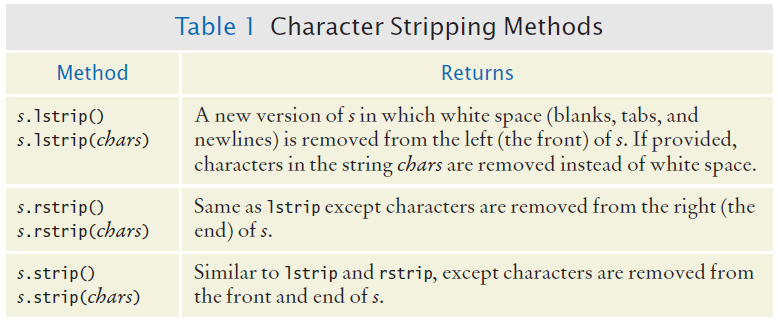 Table 1 Character Stripping Methods
Method
Returns
s.lstrip()
s.lstrip(chars)
A new version of s in which white space (blanks, tabs, and
newlines) is removed from the left (the front) of s. If provided,
characters in the string chars are removed instead of white space.
s.rstrip()
s.rstrip(chars)
Same as lstrip except characters are removed from the right (the
end) of s.
s.strip()
s.strip(chars)
Similar to lstrip and rstrip, except characters are removed from
the front and end of s.